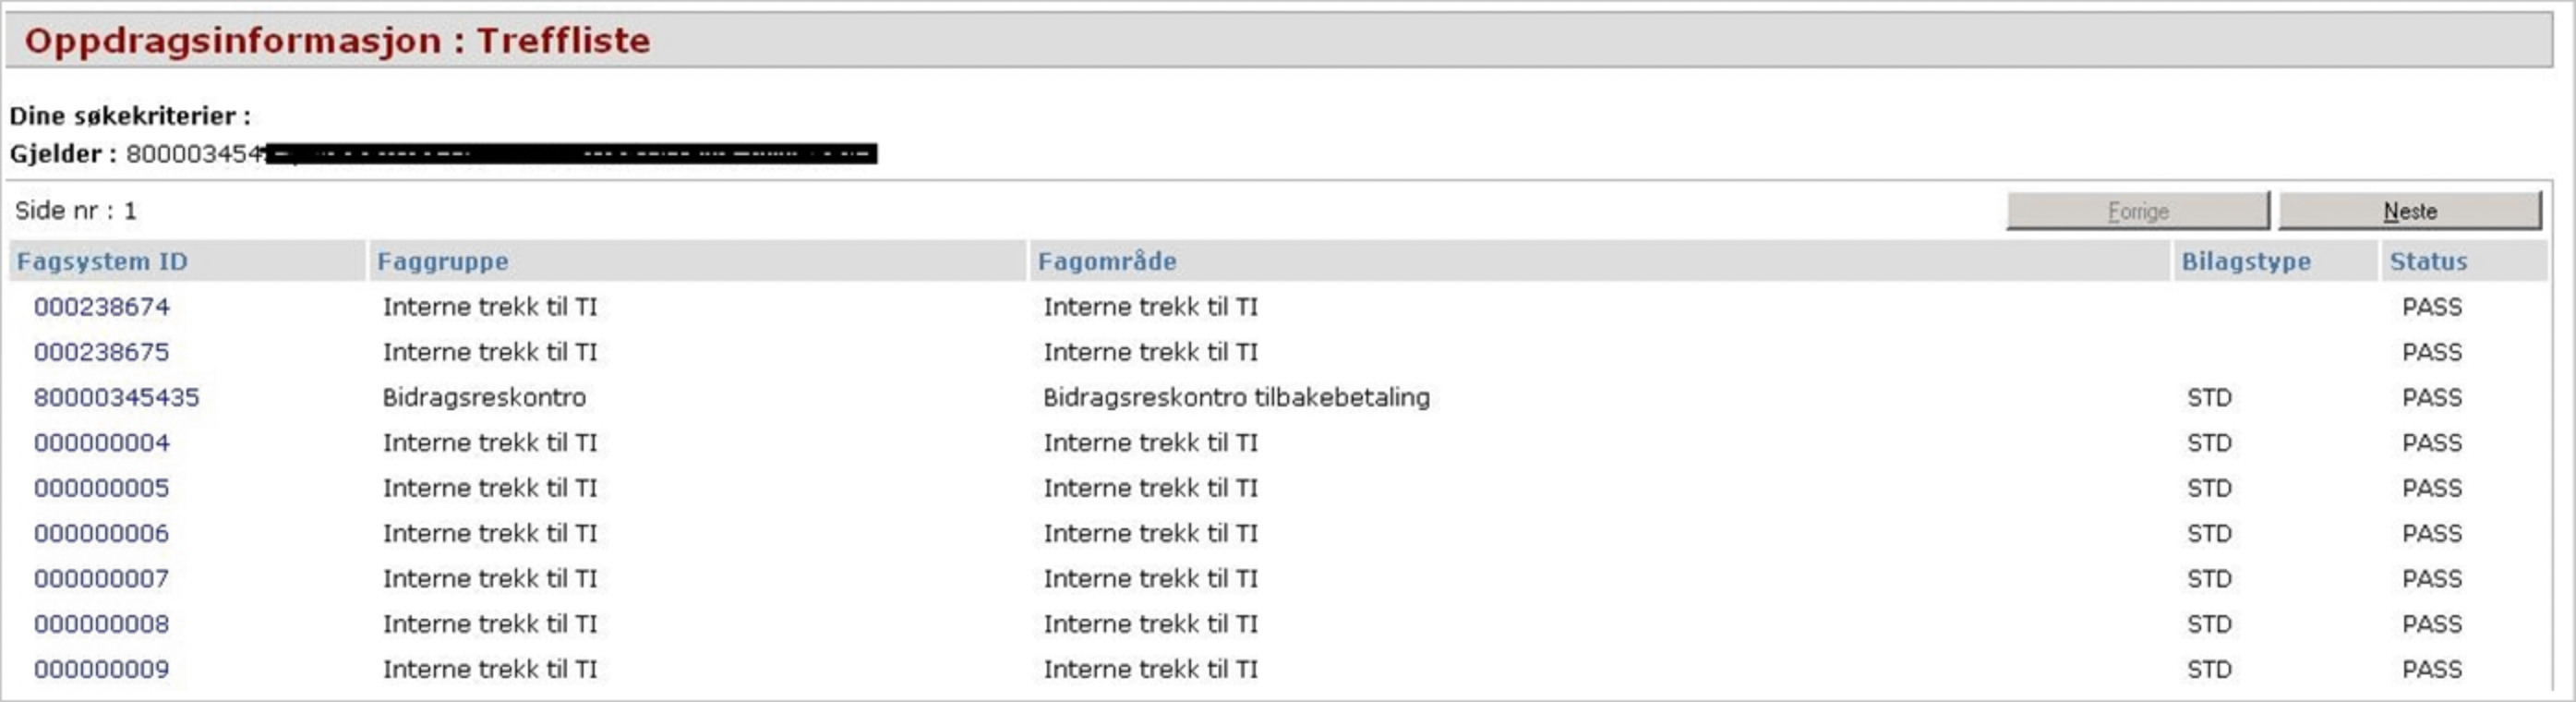 Oppdragsinformasjon : Treffliste
Dine søkekriterier :
Gjelder : 800003454
Side nr : 1
Forrige Neste
Fagsystem ID Faggruppe Fagområde Bilagstype Status
000238674 Interne trekk til TI Interne trekk til TI PASS
000238675 Interne trekk til TI Interne trekk til TI PASS
80000345435 Bidragsreskontro Bidragsreskontro tilbakebetaling STD PASS
000000004 Interne trekk til TI Interne trekk til TI STD PASS
000000005 Interne trekk til TI Interne trekk til TI STD PASS
000000006 Interne trekk til TI Interne trekk til TI STD PASS
000000007 Interne trekk til TI Interne trekk til TI STD PASS
000000008 Interne trekk til TI Interne trekk til TI STD PASS
000000009 Interne trekk til TI Interne trekk til TI STD PASS